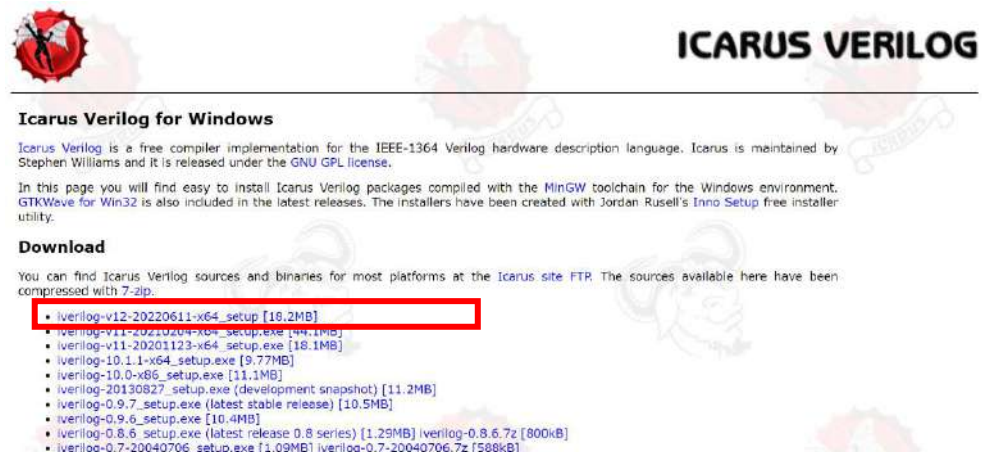 ICARUS VERILOG
Icarus Verilog for Windows
Icarus Verilog is a free compiler implementation for the IEEE-1364 Verilog hardware description language. Icarus is maintained by
Stephen Williams and it is released under the GNU GPL license.
In this page you will find easy to install Icarus Verilog packages compiled with the MinGW toolchain for the Windows environment.
GTKWave for Win32 is also included in the latest releases. The installers have been created with Jordan Rusell's Inno Setup free installer
utility.
Download
You can find Icarus Verilog sources and binaries for most platforms at the Icarus site FTP. The sources available here have been
compressed with 7-zip.
• iverilog-v12-20220611-x64_setup [18.2MB]
• iverilog-v11-20210204-x64_setup.exe [44.1MB]
• iverilog-v11-20201123-x64_setup.exe [18.1MB]
• iverilog-10.1.1-x64_setup.exe [9.77MB]
• iverilog-10.0-x86_setup.exe [11.1MB]
• iverilog-20130827_setup.exe (development snapshot) [11.2MB]
• iverilog-0.9.7_setup.exe (latest stable release) [10.5MB]
• iverilog-0.9.6_setup.exe [10.4MB]
• iverilog-0.8.6_setup.exe (latest release 0.8 series) [1.29MB] iverilog-0.8.6.7z [800kB]
• iverilog-0.7-20040706_setup.exe [1.09MB] iverilog-0.7-20040706.7z [588kB]